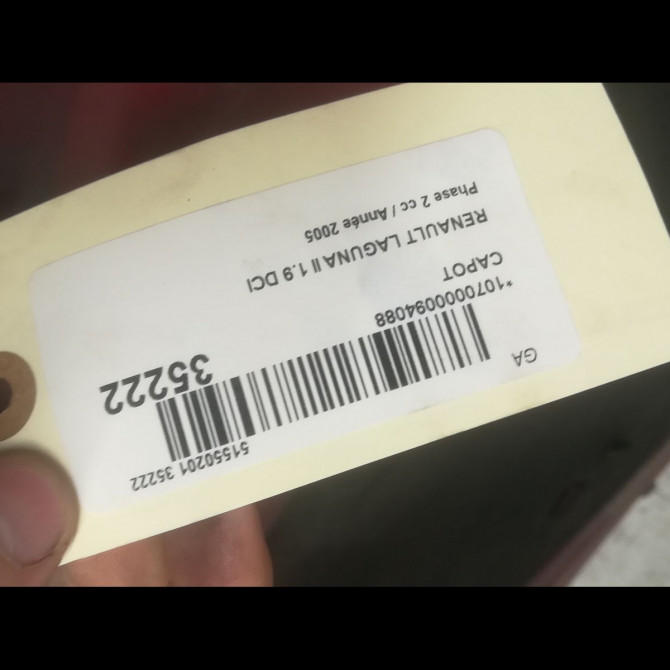 GA
51550201 35222
35222
*1070000094088
CAPOT
RENAULT LAGUNA II 1.9 DCI
Phase 2 cc / Année 2005